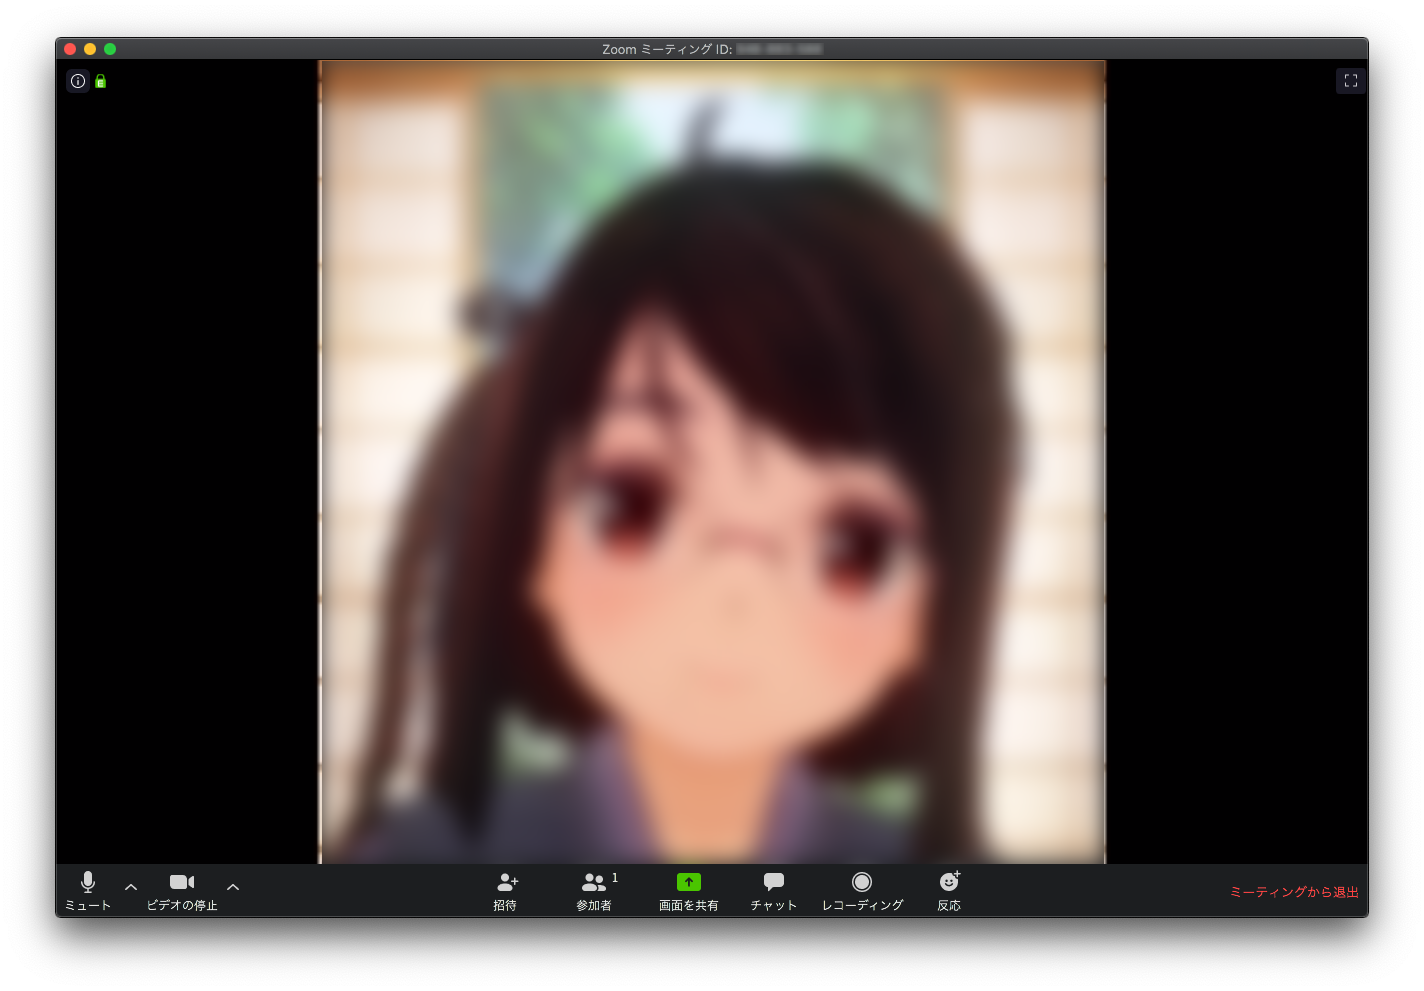 Zoom ミーティング ID:
E
1
ミュート
ビデオの停止
招待
参加者
画面を共有
チャット
レコーディング
反応
ミーティングから退出